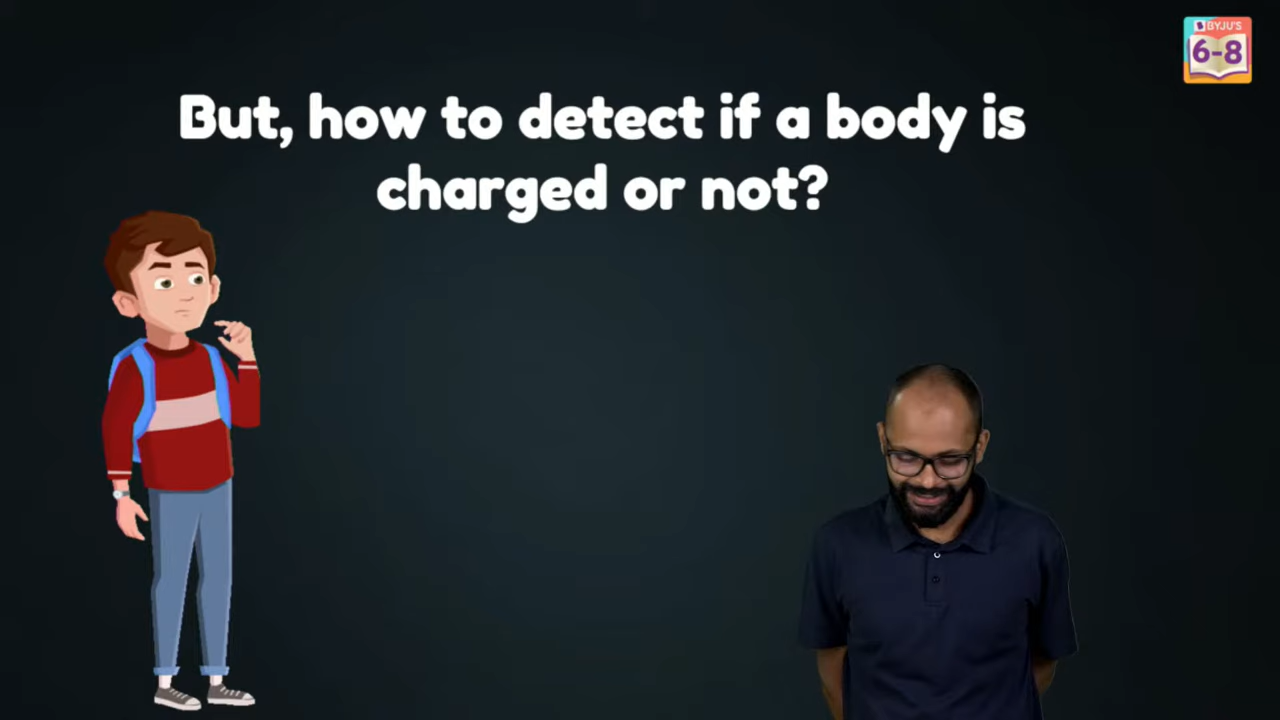 BYJU'S
6-8
But, how to detect if a body is
charged or not?